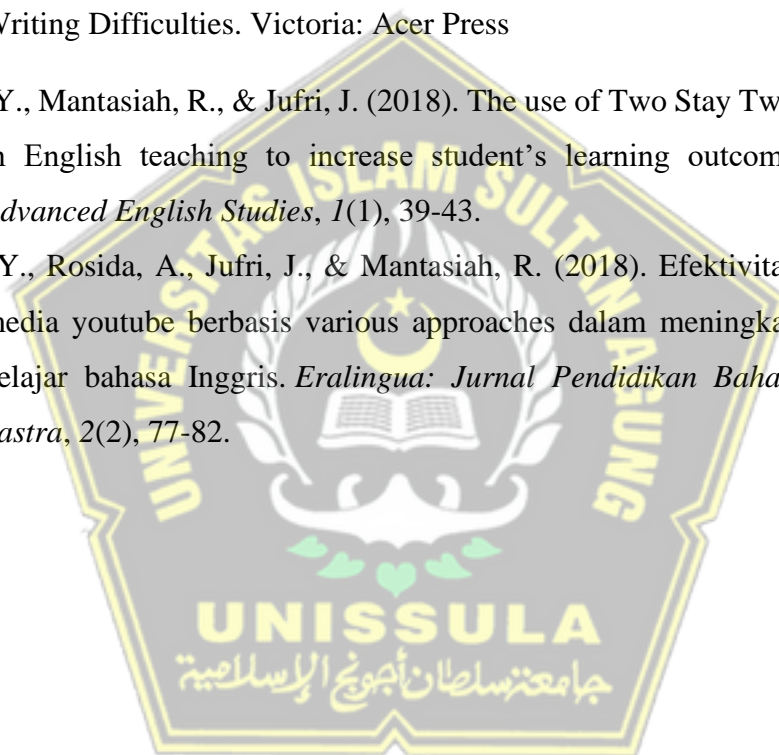 Writing Difficulties. Victoria: Acer Press
Y., Mantasiah, R., & Jufri, J. (2018). The use of Two Stay Tw
n English teaching to increase student’s learning outcom
dvanced English Studies, 1(1), 39-43.
Y., Rosida, A., Jufri, J., & Mantasiah, R. (2018). Efektivita
media youtube berbasis various approaches dalam meningka
elajar bahasa Inggris. Eralingua: Jurnal Pendidikan Baha
astra, 2(2), 77-82.
UNIVERSITAS ISLAM SULTAN AGUNG
UNISSULA
جامعة سلطان أجونج الإسلامية